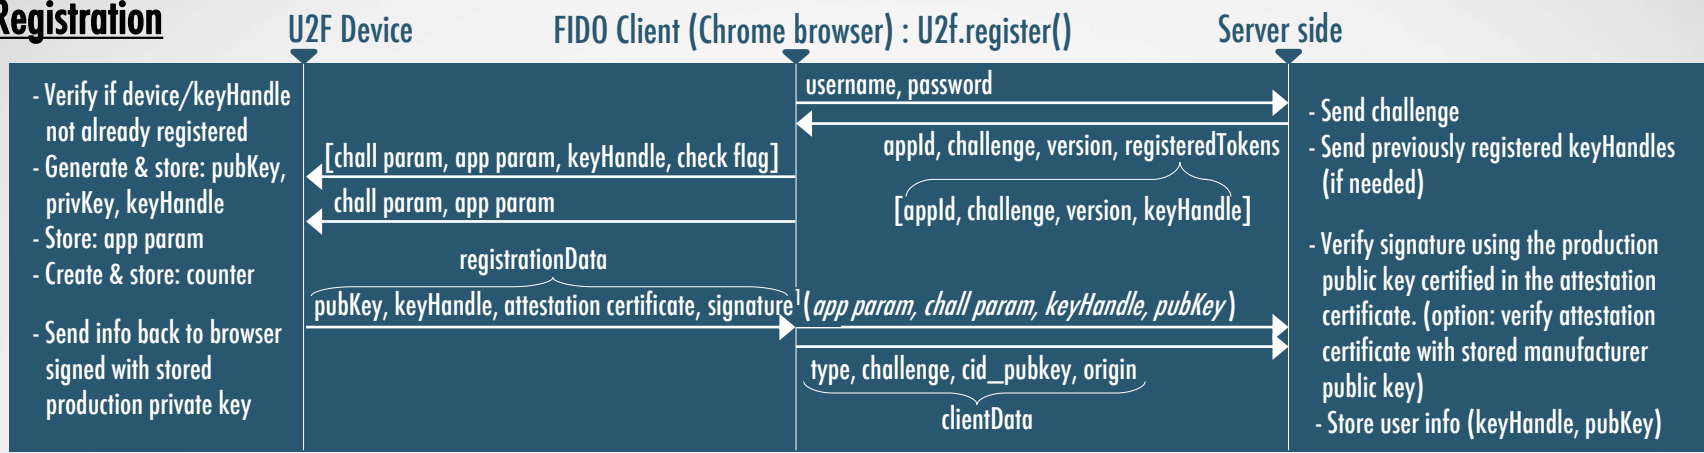 Registration
U2F Device
FIDO Client (Chrome browser) : U2f.register()
Server side
- Verify if device/keyHandle
not already registered
- Generate & store: pubKey,
privKey, keyHandle
- Store: app param
- Create & store: counter
- Send info back to browser
signed with stored
production private key
username, password
appId, challenge, version, registeredTokens
[appId, challenge, version, keyHandle]
[chall param, app param, keyHandle, check flag]
chall param, app param
registrationData
pubKey, keyHandle, attestation certificate, signature1 (app param, chall param, keyHandle, pubKey)
type, challenge, cid_pubkey, origin
clientData
- Send challenge
- Send previously registered keyHandles
(if needed)
- Verify signature using the production
public key certified in the attestation
certificate. (option: verify attestation
certificate with stored manufacturer
public key)
- Store user info (keyHandle, pubKey)